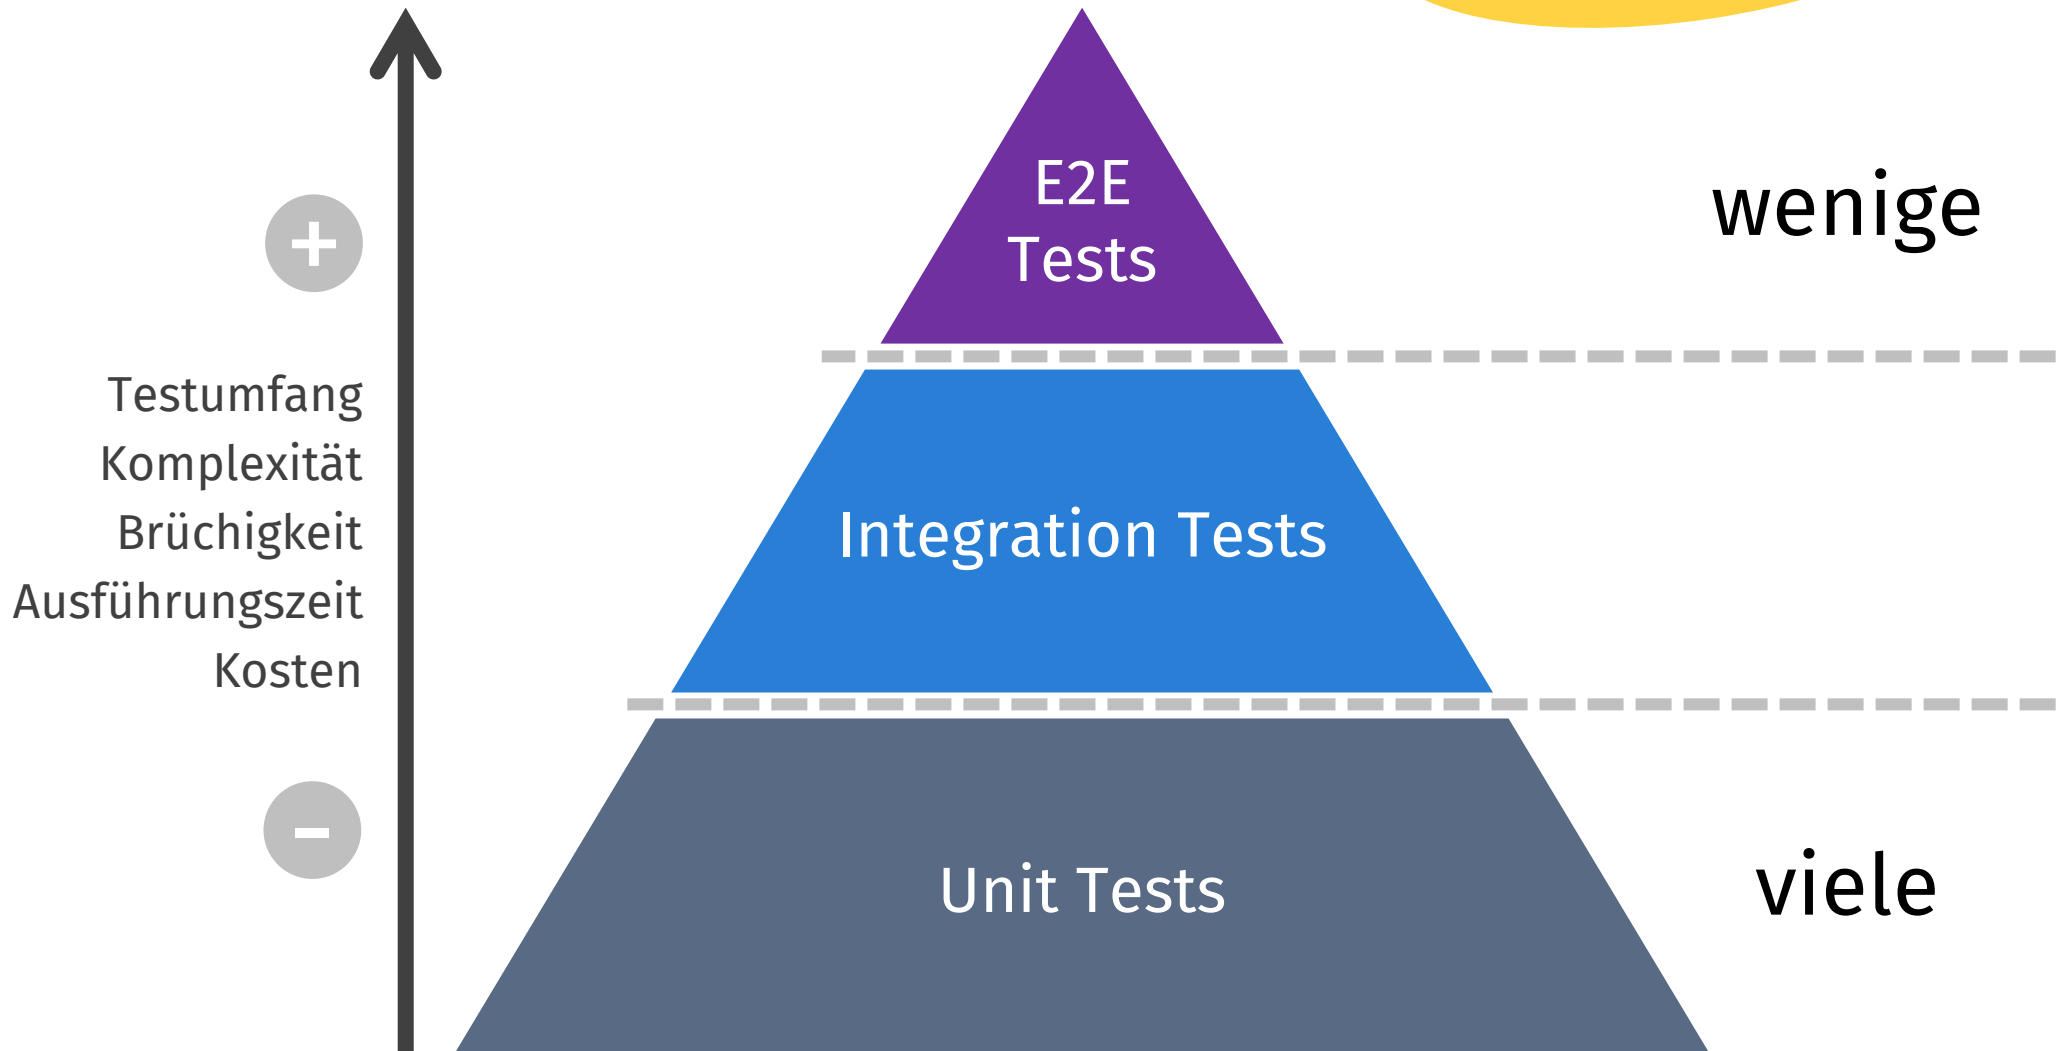 E2E
Tests
wenige
+
Testumfang
Komplexität
Brüchigkeit
Ausführungszeit
Kosten
Integration Tests
–
Unit Tests
viele